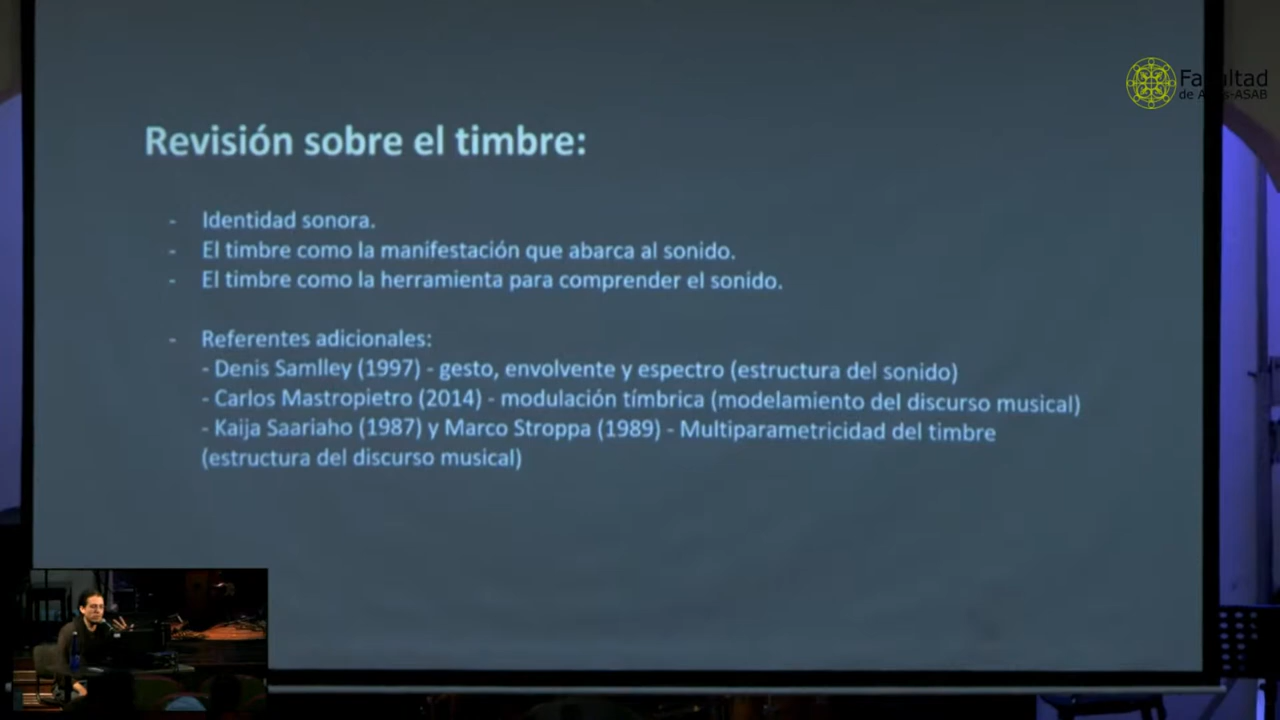 Facultad
de Artes-ASAB
Revisión sobre el timbre:
- Identidad sonora.
- El timbre como la manifestación que abarca al sonido.
- El timbre como la herramienta para comprender el sonido.
- Referentes adicionales:
- Denis Samlley (1997) - gesto, envolvente y espectro (estructura del sonido)
- Carlos Mastropietro (2014) - modulación tímbrica (modelamiento del discurso musical)
- Kaija Saariaho (1987) y Marco Stroppa (1989) - Multiparametricidad del timbre
(estructura del discurso musical)